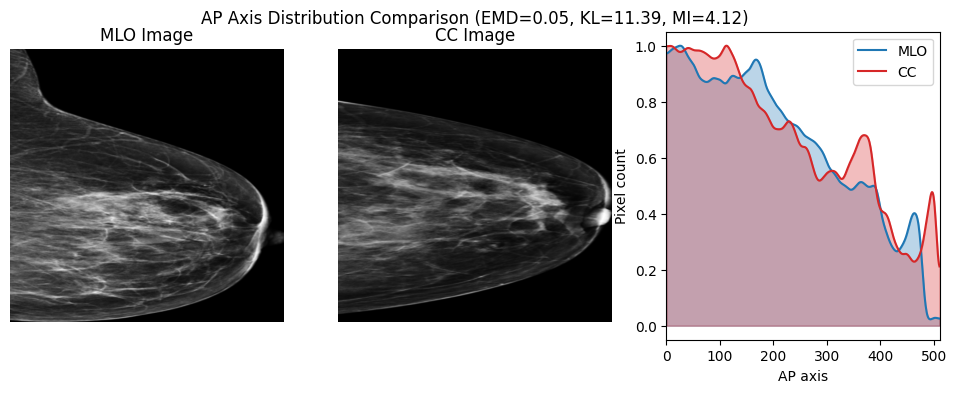 AP Axis Distribution Comparison (EMD=0.05, KL=11.39, MI=4.12)
MLO Image
CC Image
MLO
CC
Pixel count
1.0
0.8
0.6
0.4
0.2
0.0
0 100 200 300 400 500
AP axis